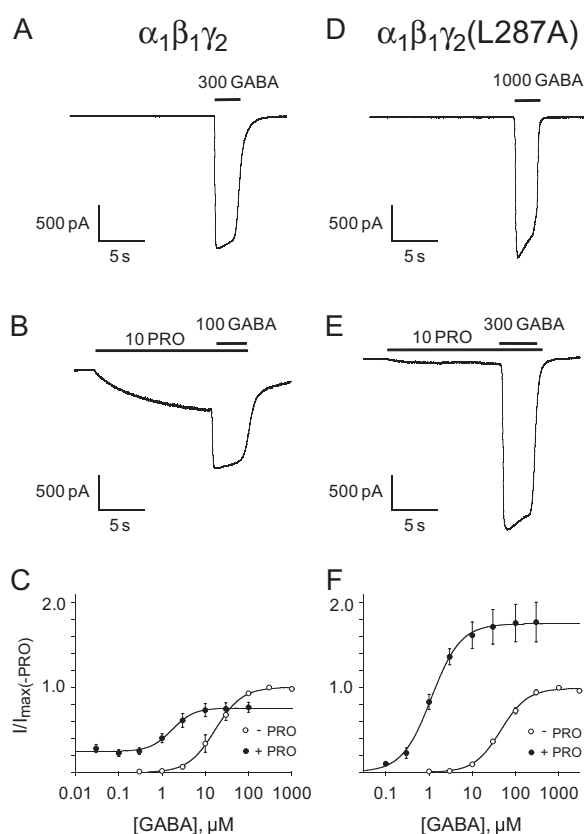 A α₁β₁γ₂
300 GABA
500 pA
5 s
D α₁β₁γ₂(L287A)
1000 GABA
500 pA
5 s
B
100 GABA
10 PRO
500 pA
5 s
E
300 GABA
10 PRO
500 pA
5 s
C
I/Imax(-PRO)
2.0
1.0
- PRO
+ PRO
0.01 0.1 1 10 100 1000
[GABA], µM
F
2.0
1.0
- PRO
+ PRO
0.1 1 10 100 1000
[GABA], µM